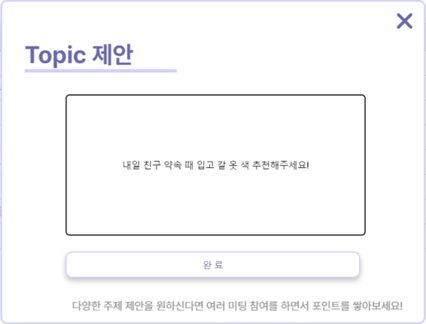 Topic 제안
내일 친구 약속 때 입고 갈 옷 색 추천해주세요!
완 료
다양한 주제 제안을 원하신다면 여러 미팅 참여를 하면서 포인트를 쌓아보세요!